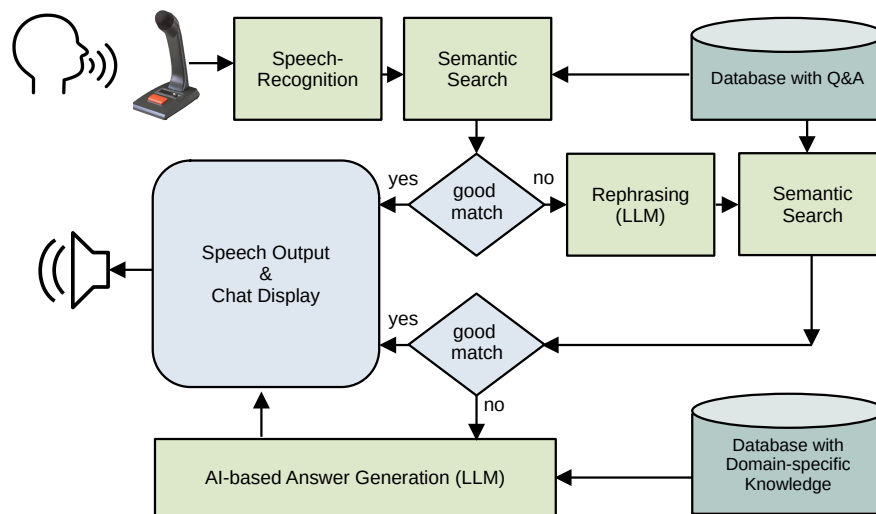 Speech-
Recognition
Semantic
Search
Database with Q&A
yes
good
match
no
Rephrasing
(LLM)
Semantic
Search
Speech Output
&
Chat Display
yes
good
match
no
AI-based Answer Generation (LLM)
Database with
Domain-specific
Knowledge